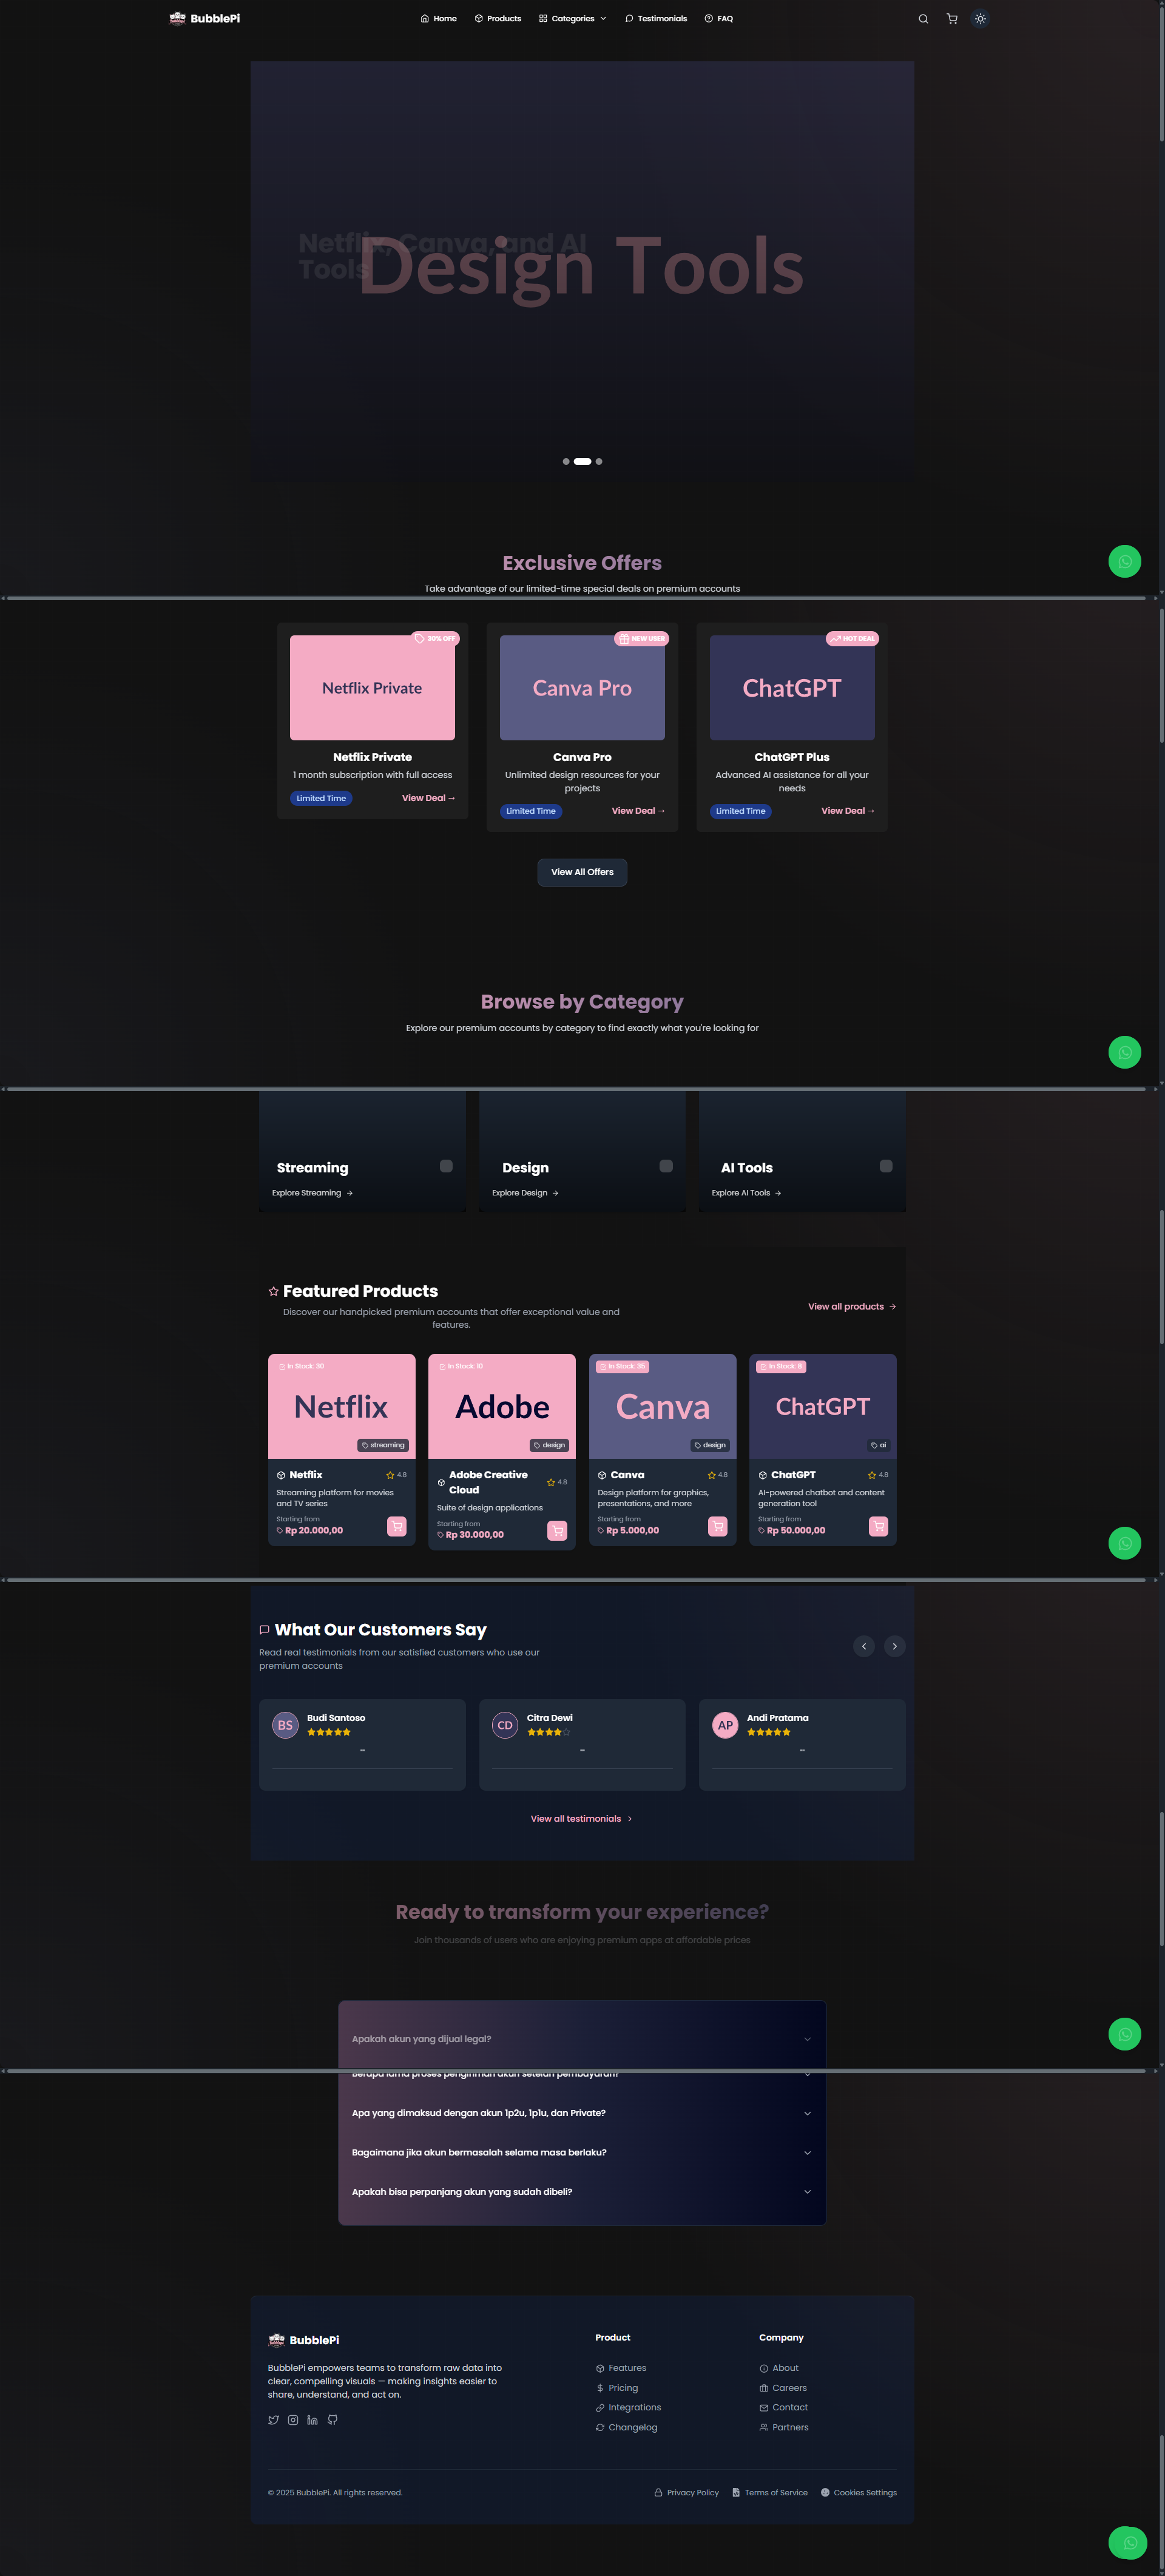 BubblePi
Home
Products
Categories
Testimonials
FAQ
Netflix, Canva, and AI
Tools
Design Tools
Exclusive Offers
Take advantage of our limited-time special deals on premium accounts
30% OFF
NEW USER
HOT DEAL
Netflix Private
Canva Pro
ChatGPT
Netflix Private
1 month subscription with full access
Limited Time
View Deal →
Canva Pro
Unlimited design resources for your
projects
Limited Time
View Deal →
ChatGPT Plus
Advanced AI assistance for all your
needs
Limited Time
View Deal →
View All Offers
Browse by Category
Explore our premium accounts by category to find exactly what you're looking for
Streaming
Explore Streaming →
Design
Explore Design →
AI Tools
Explore AI Tools →
Featured Products
Discover our handpicked premium accounts that offer exceptional value and
features.
View all products →
In Stock: 30
Netflix
streaming
Netflix
4.8
Streaming platform for movies
and TV series
Starting from
Rp 20.000,00
In Stock: 10
Adobe
design
Adobe Creative
Cloud
4.8
Suite of design applications
Starting from
Rp 30.000,00
In Stock: 35
Canva
design
Canva
4.8
Design platform for graphics,
presentations, and more
Starting from
Rp 5.000,00
In Stock:
ChatGPT
ai
ChatGPT
4.8
AI-powered chatbot and content
generation tool
Starting from
Rp 50.000,00
What Our Customers Say
Read real testimonials from our satisfied customers who use our
premium accounts
BS
Budi Santoso
CD
Citra Dewi
AP
Andi Pratama
View all testimonials
Ready to transform your experience?
Join thousands of users who are enjoying premium apps at affordable prices
Apakah akun yang dijual legal?
Berapa lama proses pengiriman akun setelah pembayaran?
Apa yang dimaksud dengan akun 1p2u, 1p1u, dan Private?
Bagaimana jika akun bermasalah selama masa berlaku?
Apakah bisa perpanjang akun yang sudah dibeli?
BubblePi
BubblePi empowers teams to transform raw data into
clear, compelling visuals — making insights easier to
share, understand, and act on.
Product
Features
Pricing
Integrations
Changelog
Company
About
Careers
Contact
Partners
© 2025 BubblePi. All rights reserved.
Privacy Policy
Terms of Service
Cookies Settings